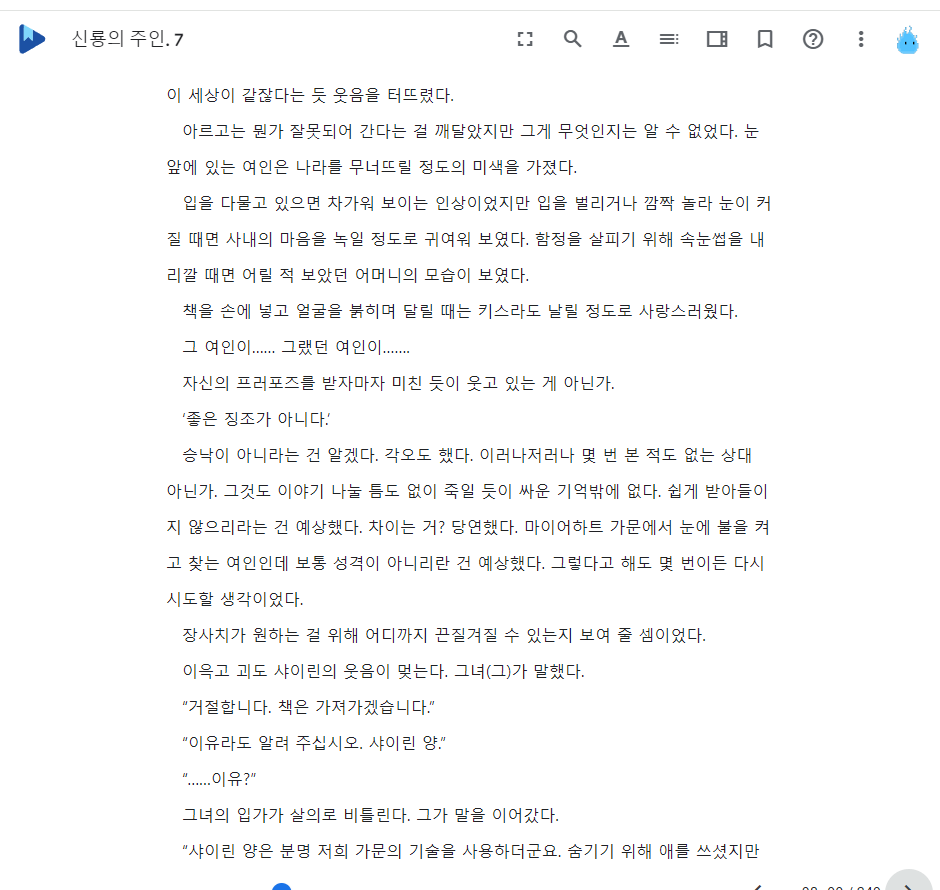 신룡의 주인. 7
이 세상이 같잖다는 듯 웃음을 터뜨렸다.
아르고는 뭔가 잘못되어 간다는 걸 깨달았지만 그게 무엇인지는 알 수 없었다. 눈
앞에 있는 여인은 나라를 무너뜨릴 정도의 미색을 가졌다.
입을 다물고 있으면 차가워 보이는 인상이었지만 입을 벌리거나 깜짝 놀라 눈이 커
질 때면 사내의 마음을 녹일 정도로 귀여워 보였다. 함정을 살피기 위해 속눈썹을 내
리깔 때면 어릴 적 보았던 어머니의 모습이 보였다.
책을 손에 넣고 얼굴을 붉히며 달릴 때는 키스라도 날릴 정도로 사랑스러웠다.
그 여인이...... 그랬던 여인이.......
자신의 프러포즈를 받자마자 미친 듯이 웃고 있는 게 아닌가.
‘좋은 징조가 아니다.’
승낙이 아니라는 건 알겠다. 각오도 했다. 이러나저러나 몇 번 본 적도 없는 상대
아닌가. 그것도 이야기 나눌 틈도 없이 죽일 듯이 싸운 기억밖에 없다. 쉽게 받아들이
지 않으리라는 건 예상했다. 차이는 거? 당연했다. 마이어하트 가문에서 눈에 불을 켜
고 찾는 여인인데 보통 성격이 아니리란 건 예상했다. 그렇다고 해도 몇 번이든 다시
시도할 생각이었다.
장사치가 원하는 걸 위해 어디까지 끈질겨질 수 있는지 보여 줄 셈이었다.
이윽고 괴도 샤이린의 웃음이 멎는다. 그녀(그)가 말했다.
“거절합니다. 책은 가져가겠습니다.”
“이유라도 알려 주십시오. 샤이린 양.”
“......이유?”
그녀의 입가가 살의로 비틀린다. 그가 말을 이어갔다.
“샤이린 양은 분명 저희 가문의 기술을 사용하더군요. 숨기기 위해 애를 쓰셨지만